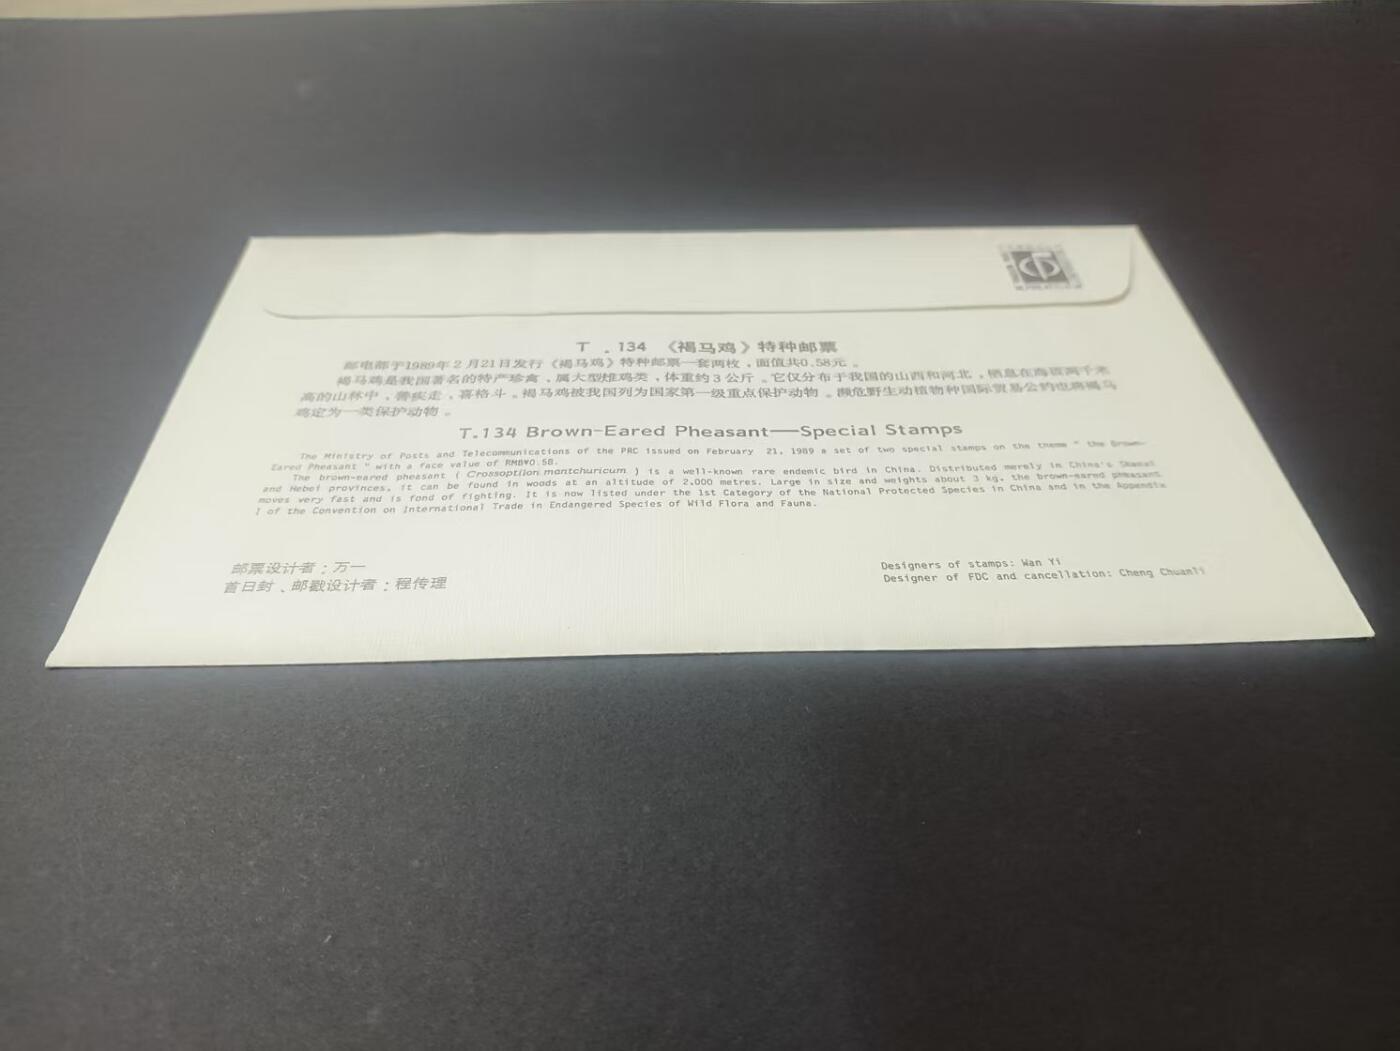 T．134 《褐马鸡》特种邮票
邮电部于1989年2月21日发行《褐马鸡》特种邮票一套两枚，面值共0.58元。
褐马鸡是我国著名的特产珍禽，属大型雉鸡类，体重约3公斤。它仅分布于我国的山西和河北，栖息在海拔两千米
高的山林中，善疾走，喜格斗。褐马鸡被我国列为国家第一级重点保护动物。濒危野生动植物种国际贸易公约也将褐马
鸡定为一类保护动物。
T.134 Brown-Eared Pheasant—Special Stamps
The Ministry of Posts and Telecommunications of the PRC issued on February 21, 1989 a set of two special stamps on the theme " the Brown-
Eared Pheasant " with a face value of RMB¥0.58.
The brown-eared pheasant ( Crossoptilon mantchuricum ) is a well-known rare endemic bird in China. Distributed merely in China's Shanxi
and Hebei provinces, it can be found in woods at an altitude of 2,000 metres. Large in size and weights about 3 kg, the brown-eared pheasant
moves very fast and is fond of fighting. It is now listed under the 1st Category of the National Protected Species in China and in the Appendix
I of the Convention on International Trade in Endangered Species of Wild Flora and Fauna.
邮票设计者：万一
首日封、邮戳设计者：程传理
Designers of stamps: Wan Yi
Designer of FDC and cancellation: Cheng Chuanli